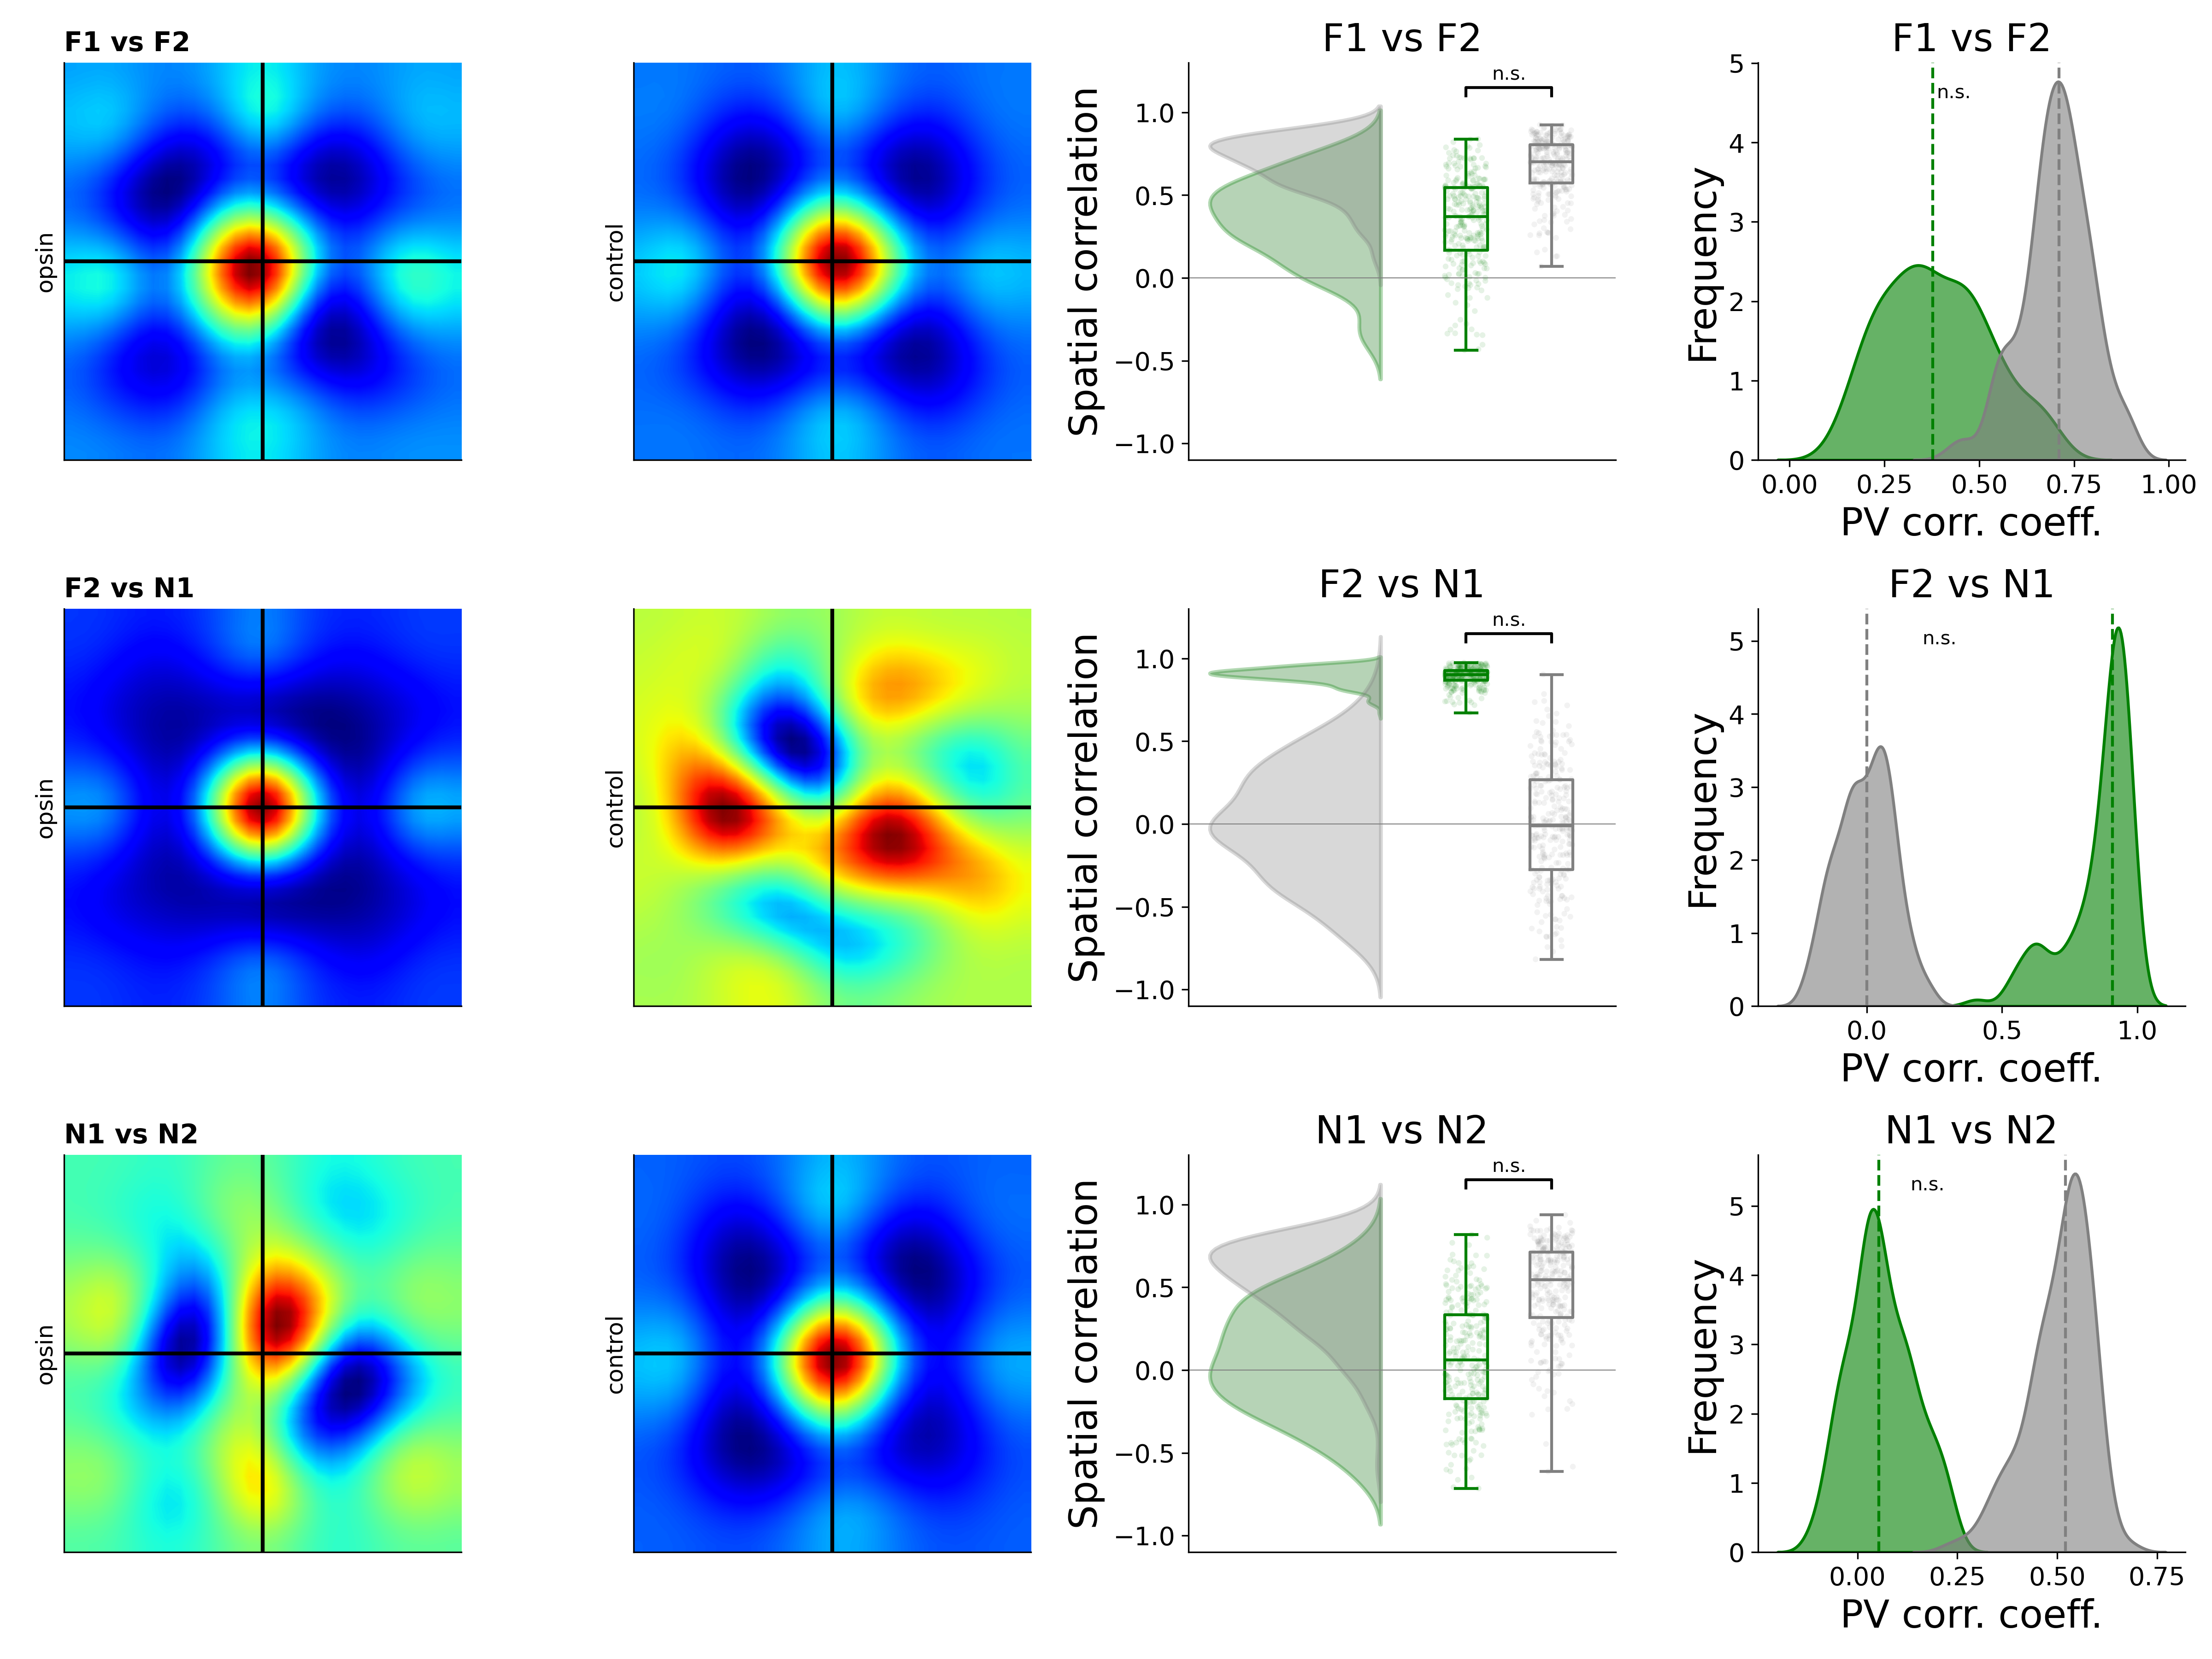 F1 vs F2
opsin
control
F1 vs F2
Spatial correlation
1.0
0.5
0.0
−0.5
−1.0
n.s.
F1 vs F2
Frequency
5
4
3
2
1
0
n.s.
0.00 0.25 0.50 0.75 1.00
PV corr. coeff.
F2 vs N1
opsin
control
F2 vs N1
Spatial correlation
1.0
0.5
0.0
−0.5
−1.0
n.s.
F2 vs N1
Frequency
5
4
3
2
1
0
n.s.
0.0 0.5 1.0
PV corr. coeff.
N1 vs N2
opsin
control
N1 vs N2
Spatial correlation
1.0
0.5
0.0
−0.5
−1.0
n.s.
N1 vs N2
Frequency
5
4
3
2
1
0
n.s.
0.00 0.25 0.50 0.75
PV corr. coeff.